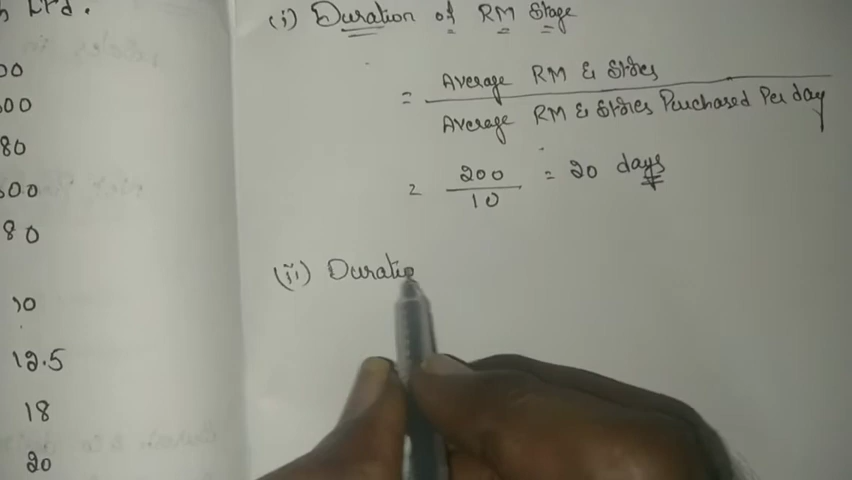 Ltd.
(i) Duration of RM Stage
00
= Average RM & Stores
00
Average RM & Stores Purchased Per day
80
= 200 = 20 days
10
00
80
(ii) Duratio
10
12.5
18
20